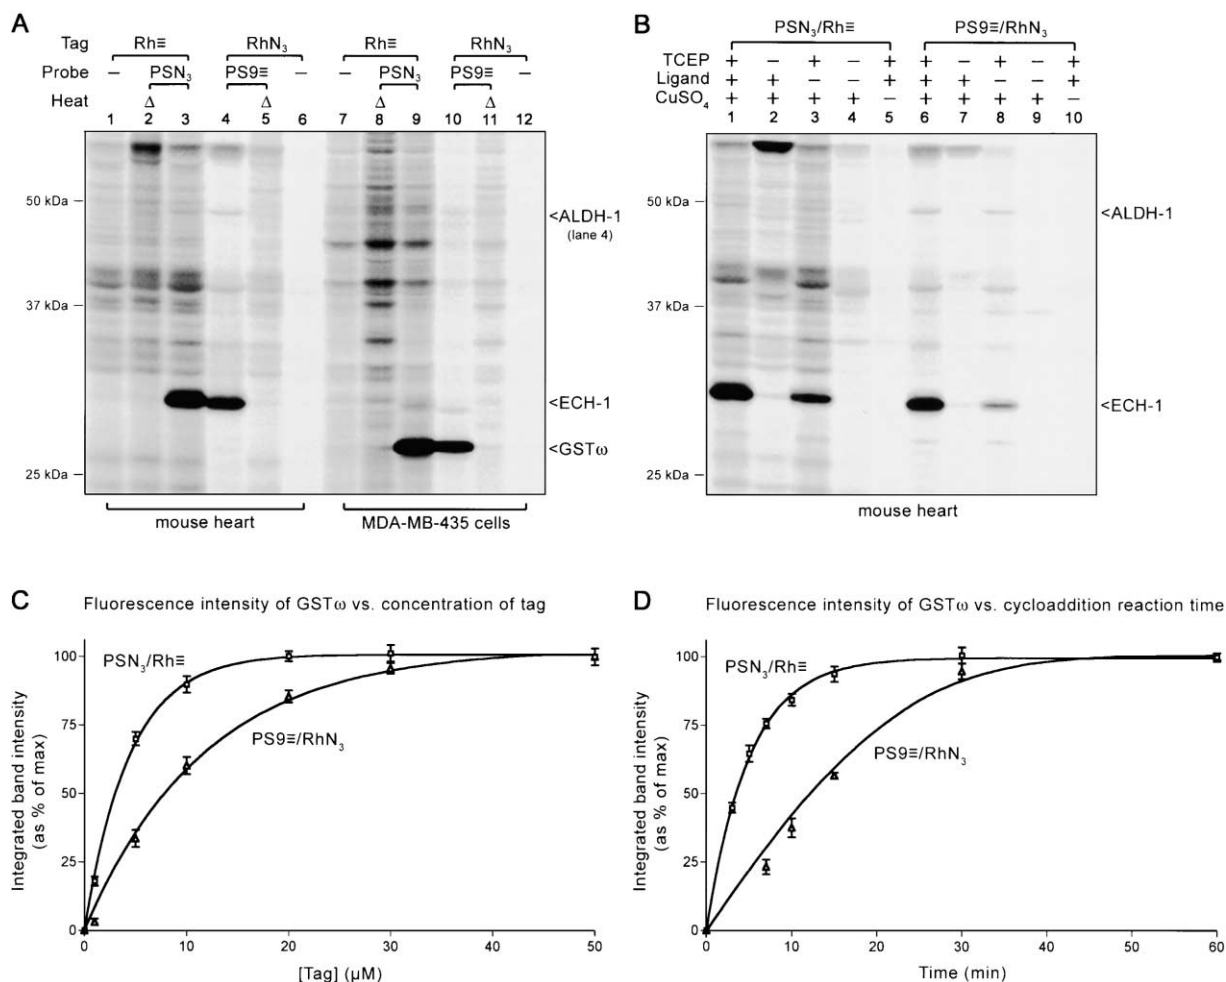 A
Tag Rh≡ RhN₃ Rh≡ RhN₃
Probe – PSN₃ PS9≡ – – PSN₃ PS9≡ –
Heat Δ Δ Δ Δ
1 2 3 4 5 6 7 8 9 10 11 12
50 kDa –
37 kDa –
25 kDa –
<ALDH-1
(lane 4)
<ECH-1
<GSTω
mouse heart MDA-MB-435 cells
B
PSN₃/Rh≡ PS9≡/RhN₃
TCEP + – + – + + – + – +
Ligand + + – – + + + – – +
CuSO₄ + + + + – + + + + –
1 2 3 4 5 6 7 8 9 10
50 kDa –
37 kDa –
25 kDa –
<ALDH-1
<ECH-1
mouse heart
C Fluorescence intensity of GSTω vs. concentration of tag
Integrated band intensity
(as % of max)
100
75
50
25
0
PSN₃/Rh≡
PS9≡/RhN₃
0 10 20 30 40 50
[Tag] (µM)
D Fluorescence intensity of GSTω vs. cycloaddition reaction time
Integrated band intensity
(as % of max)
100
75
50
25
0
PSN₃/Rh≡
PS9≡/RhN₃
0 10 20 30 40 50 60
Time (min)